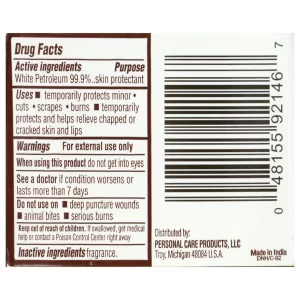 Drug Facts
Active ingredients Purpose
White Petroleum 99.9%..skin protectant
Uses ■ temporarily protects minor •
cuts • scrapes • burns ■ temporarily
protects and helps relieve chapped or
cracked skin and lips
Warnings For external use only
When using this product do not get into eyes
See a doctor if condition worsens or
lasts more than 7 days
Do not use on ■ deep puncture wounds
■ animal bites ■ serious burns
Keep out of reach of children. If swallowed, get medical
help or contact a Poison Control Center right away
Inactive ingredients fragrance.
0 48155 92146 7
Distributed by:
PERSONAL CARE PRODUCTS, LLC
Troy, Michigan 48084 U.S.A.
Made in India
DNH/C-92